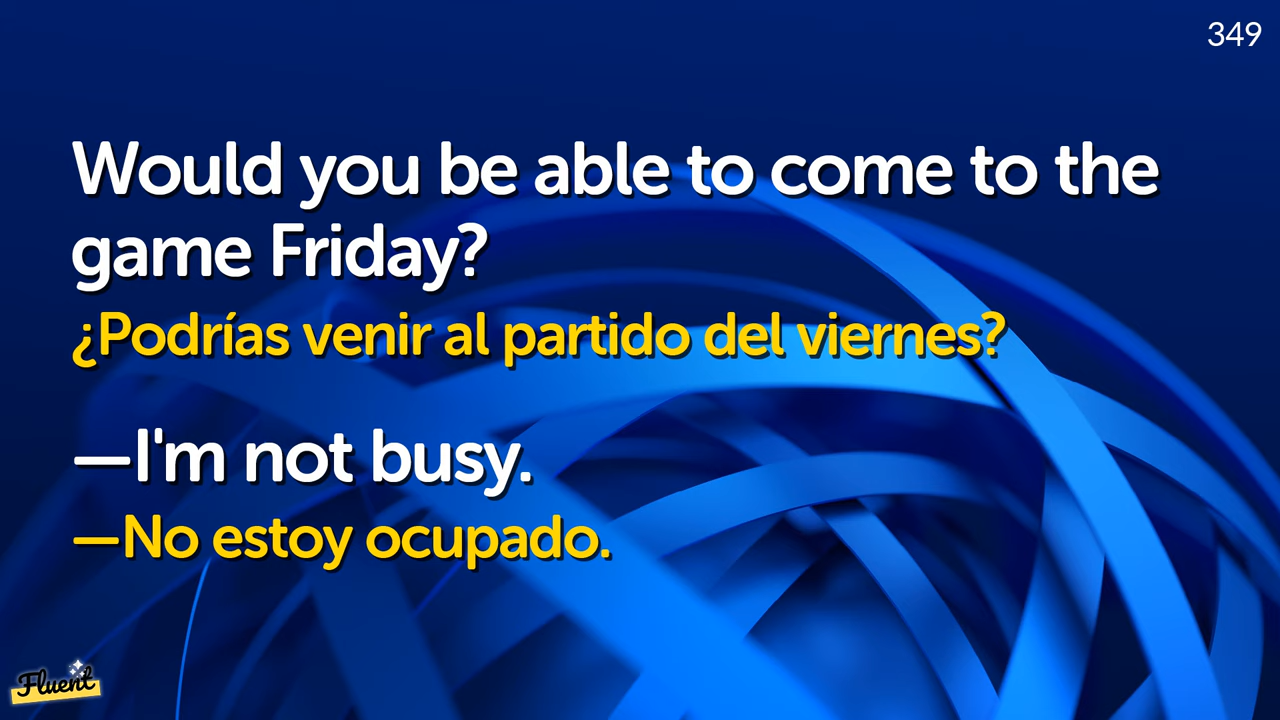 349
Would you be able to come to the
game Friday?
¿Podrías venir al partido del viernes?
—I'm not busy.
—No estoy ocupado.
Fluent